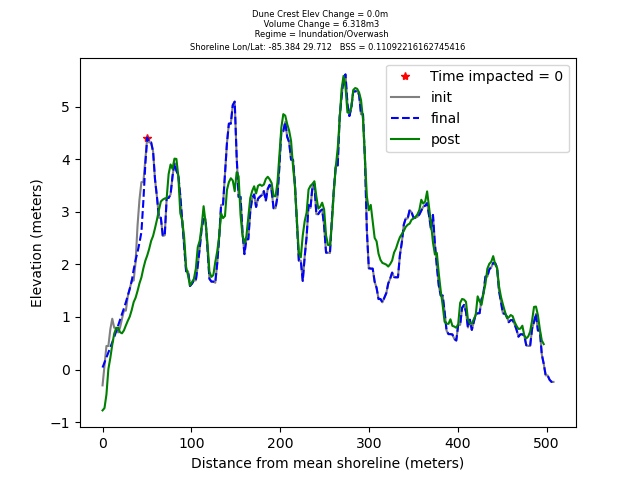 Dune Crest Elev Change = 0.0m
Volume Change = 6.318m3
Regime = Inundation/Overwash
Shoreline Lon/Lat: -85.384 29.712   BSS = 0.11092216162745416
Time impacted = 0
init
final
post
Elevation (meters)
5
4
3
2
1
0
−1
0
100
200
300
400
500
Distance from mean shoreline (meters)